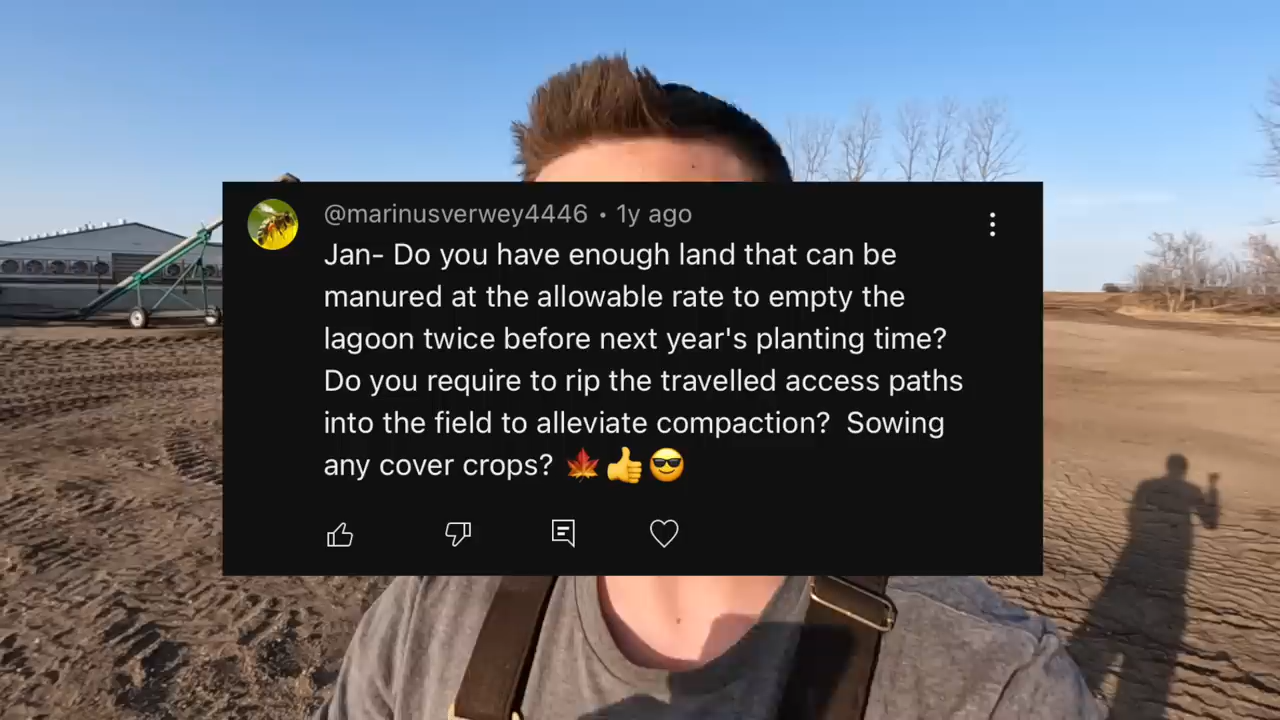 @marinusverwey4446 • 1y ago
Jan- Do you have enough land that can be
manured at the allowable rate to empty the
lagoon twice before next year's planting time?
Do you require to rip the travelled access paths
into the field to alleviate compaction?  Sowing
any cover crops? 🍁👍😎